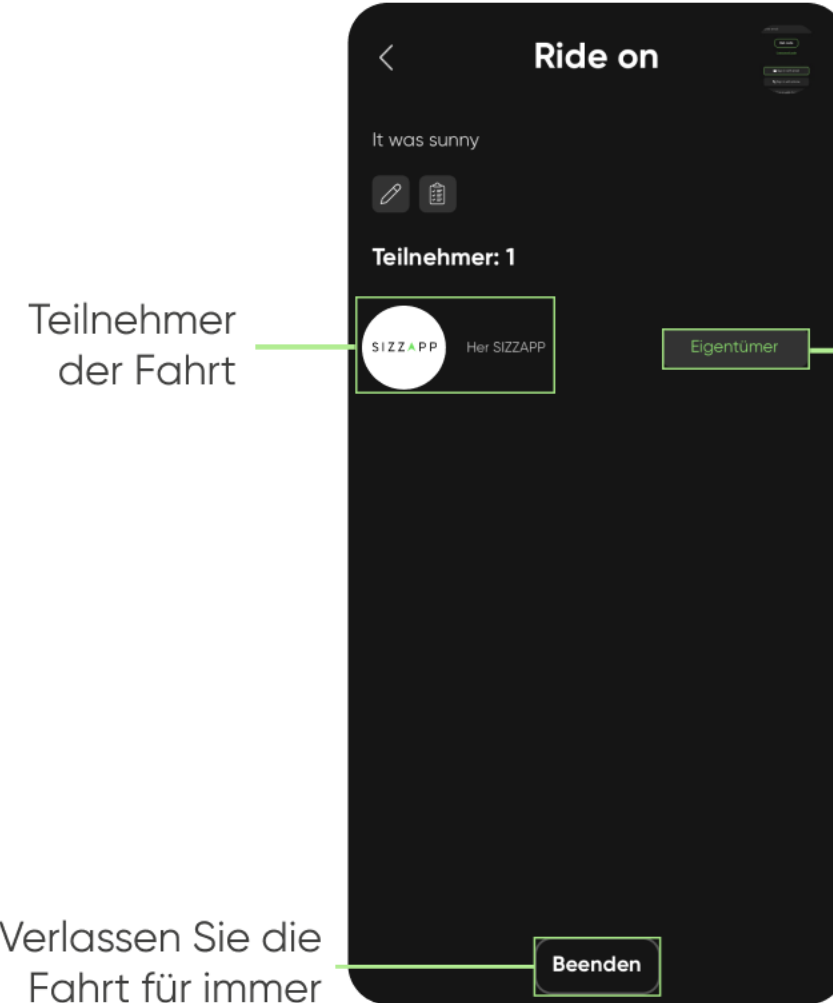 Ride on
It was sunny
Teilnehmer: 1
Teilnehmer
der Fahrt
SIZZAPP
Her SIZZAPP
Eigentümer
Verlassen Sie die
Fahrt für immer
Beenden